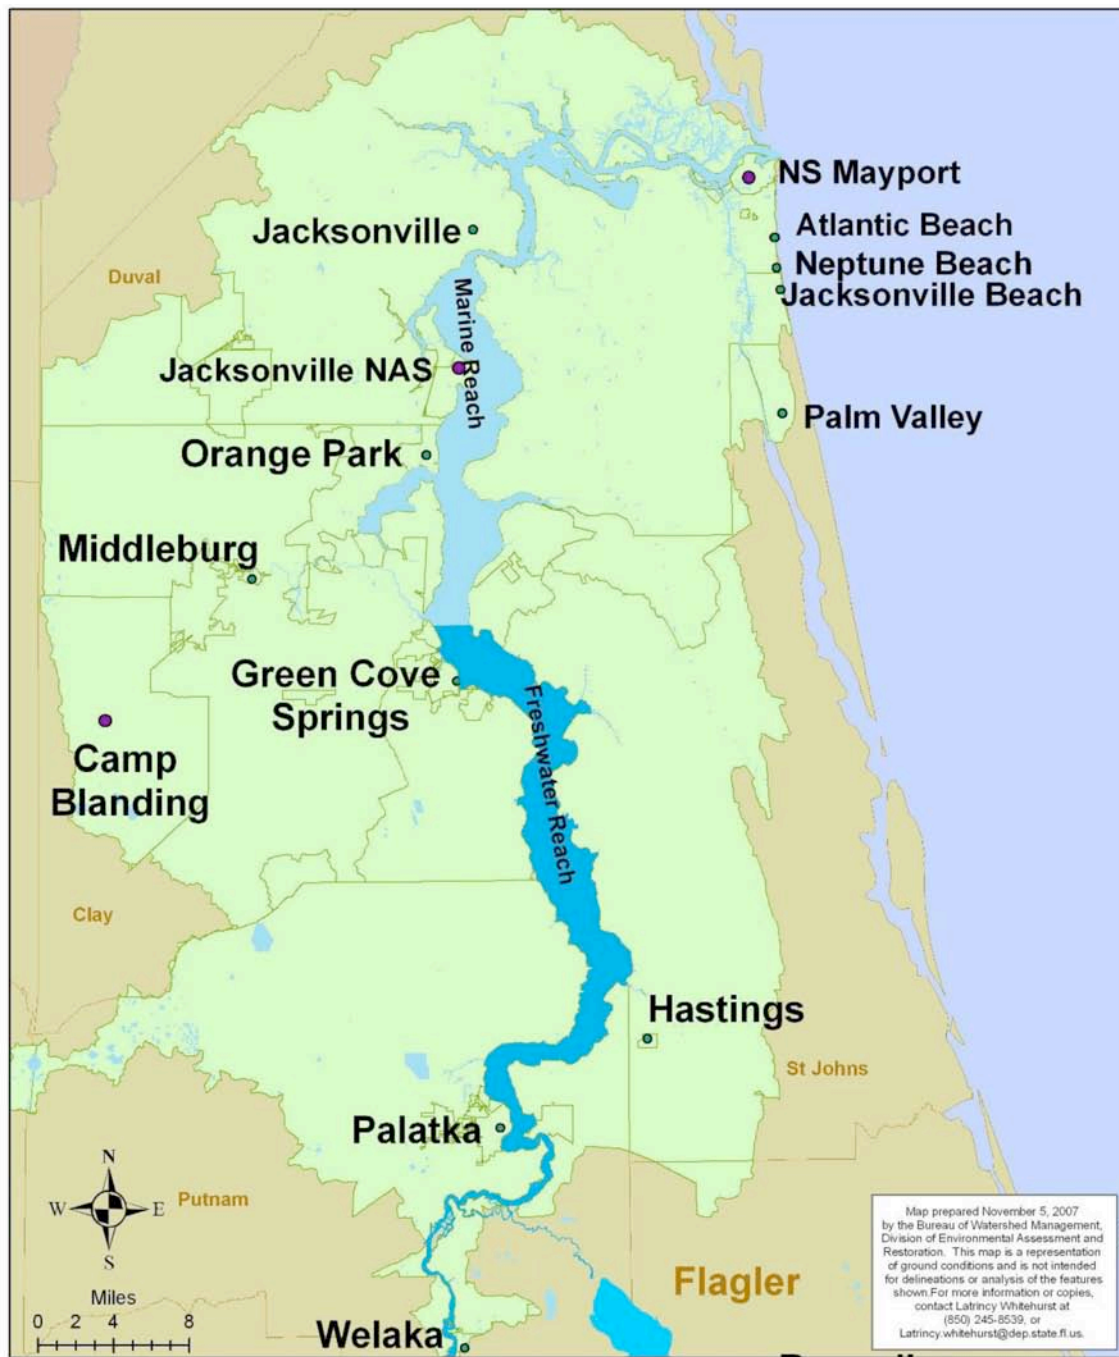 NS Mayport
Jacksonville
Atlantic Beach
Neptune Beach
Duval
Jacksonville Beach
Marine Reach
Jacksonville NAS
Palm Valley
Orange Park
Middleburg
Green Cove
Springs
Freshwater Reach
Camp
Blanding
Clay
Hastings
St Johns
Palatka
N
W
E
S
Putnam
Map prepared November 5, 2007
by the Bureau of Watershed Management,
Division of Environmental Assessment and
Restoration. This map is a representation
of ground conditions and is not intended
for delineations or analysis of the features
shown.For more information or copies,
contact Latrincy Whitehurst at
(850) 245-8539, or
Latrincy.whitehurst@dep.state.fl.us.
Flagler
Miles
0 2 4 8
Welaka